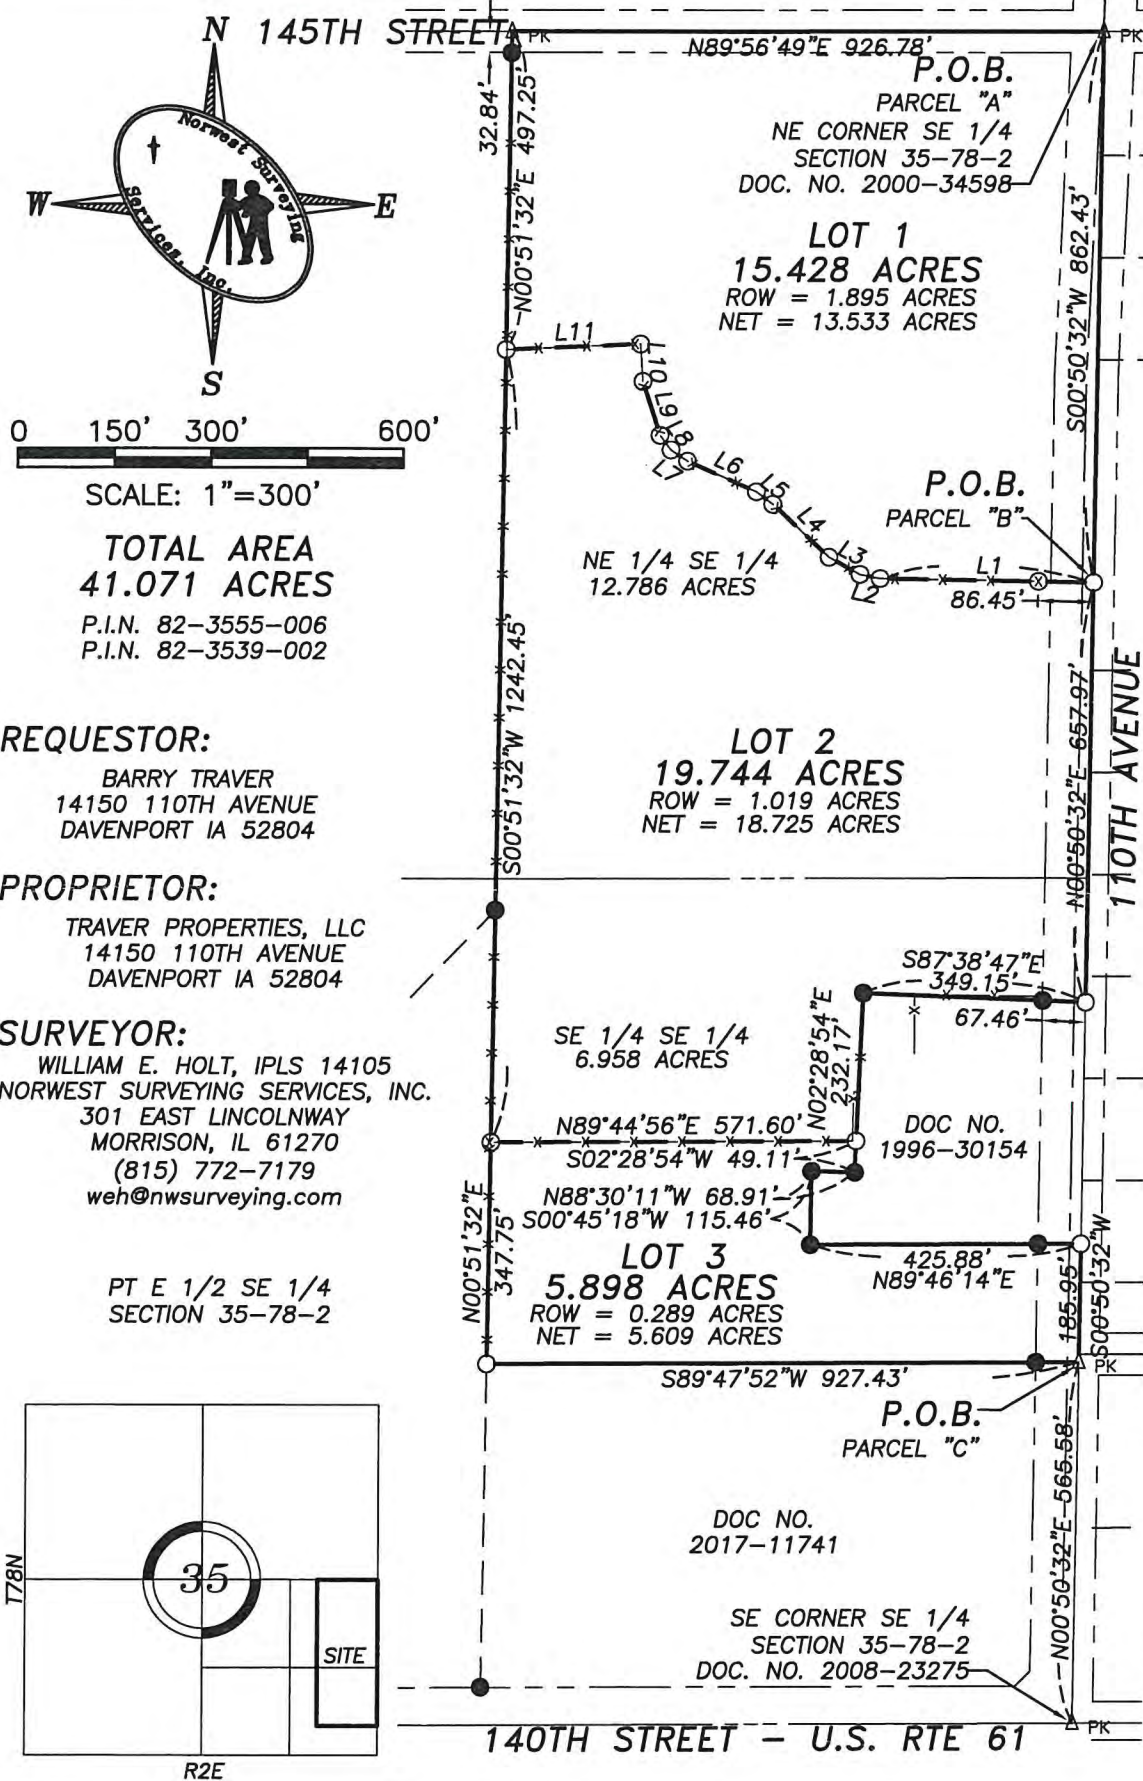 N
145TH STREET
PK
N89°56'49"E 926.78'
PK
P.O.B.
PARCEL "A"
NE CORNER SE 1/4
SECTION 35-78-2
DOC. NO. 2000-34598
32.84'
N00°51'32"E 497.25'
Norwest Surveying
Services, Inc.
W
E
S
LOT 1
15.428 ACRES
ROW = 1.895 ACRES
NET = 13.533 ACRES
S00°50'32"W 862.43'
L11
L10
L9
L8
L7
L6
L5
L4
L3
L2
L1
86.45'
P.O.B.
PARCEL "B"
0 150' 300' 600'
SCALE: 1"=300'
TOTAL AREA
41.071 ACRES
P.I.N. 82-3555-006
P.I.N. 82-3539-002
NE 1/4 SE 1/4
12.786 ACRES
S00°51'32"W 1242.45'
N00°50'32"E 657.97'
110TH AVENUE
REQUESTOR:
BARRY TRAVER
14150 110TH AVENUE
DAVENPORT IA 52804
LOT 2
19.744 ACRES
ROW = 1.019 ACRES
NET = 18.725 ACRES
PROPRIETOR:
TRAVER PROPERTIES, LLC
14150 110TH AVENUE
DAVENPORT IA 52804
S87°38'47"E
349.15'
67.46'
SURVEYOR:
WILLIAM E. HOLT, IPLS 14105
NORWEST SURVEYING SERVICES, INC.
301 EAST LINCOLNWAY
MORRISON, IL 61270
(815) 772-7179
weh@nwsurveying.com
SE 1/4 SE 1/4
6.958 ACRES
N02°28'54"E
232.17'
N89°44'56"E 571.60'
DOC NO.
1996-30154
S02°28'54"W 49.11'
N88°30'11"W 68.91'
S00°45'18"W 115.46'
N00°51'32"E
347.75'
LOT 3
5.898 ACRES
ROW = 0.289 ACRES
NET = 5.609 ACRES
425.88'
N89°46'14"E
185.95'
S00°50'32"W
PT E 1/2 SE 1/4
SECTION 35-78-2
PK
S89°47'52"W 927.43'
P.O.B.
PARCEL "C"
N00°50'32"E 565.58'
DOC NO.
2017-11741
T78N
35
SITE
R2E
SE CORNER SE 1/4
SECTION 35-78-2
DOC. NO. 2008-23275
PK
140TH STREET - U.S. RTE 61